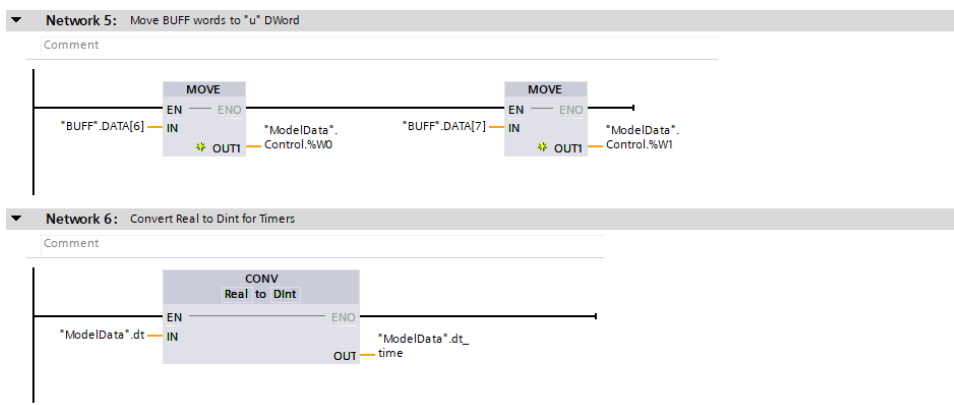 Network 5: Move BUFF words to "u" DWord
Comment
MOVE
EN ENO
"BUFF".DATA[6] IN
"ModelData".
OUT1 Control.%W0
MOVE
EN ENO
"BUFF".DATA[7] IN
"ModelData".
OUT1 Control.%W1
Network 6: Convert Real to Dint for Timers
Comment
CONV
Real to DInt
EN ENO
"ModelData".dt IN
"ModelData".dt_
OUT time